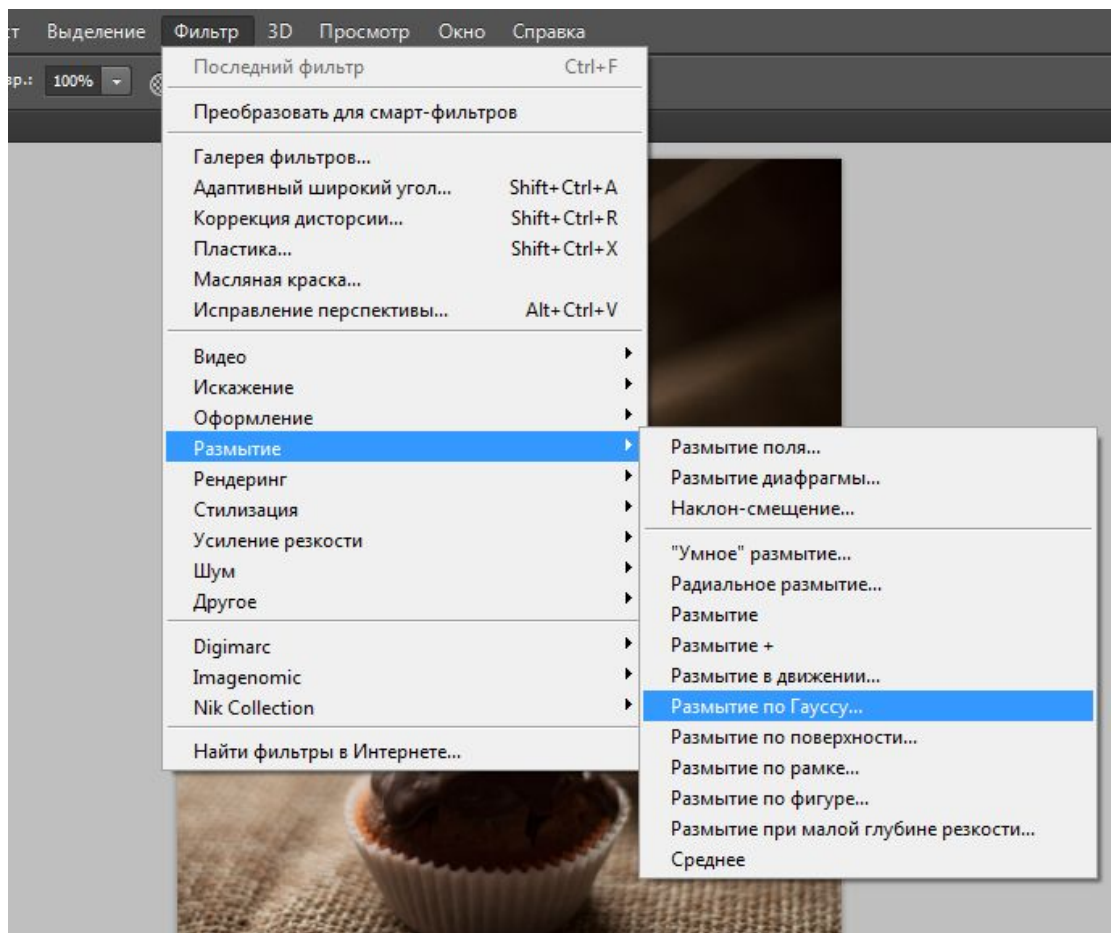 Выделение Фильтр 3D Просмотр Окно Справка
100%
Последний фильтр Ctrl+F
Преобразовать для смарт-фильтров
Галерея фильтров...
Адаптивный широкий угол... Shift+Ctrl+A
Коррекция дисторсии... Shift+Ctrl+R
Пластика... Shift+Ctrl+X
Масляная краска...
Исправление перспективы... Alt+Ctrl+V
Видео
Искажение
Оформление
Размытие
Рендеринг
Стилизация
Усиление резкости
Шум
Другое
Digimarc
Imagenomic
Nik Collection
Найти фильтры в Интернете...
Размытие поля...
Размытие диафрагмы...
Наклон-смещение...
"Умное" размытие...
Радиальное размытие...
Размытие
Размытие +
Размытие в движении...
Размытие по Гауссу...
Размытие по поверхности...
Размытие по рамке...
Размытие по фигуре...
Размытие при малой глубине резкости...
Среднее